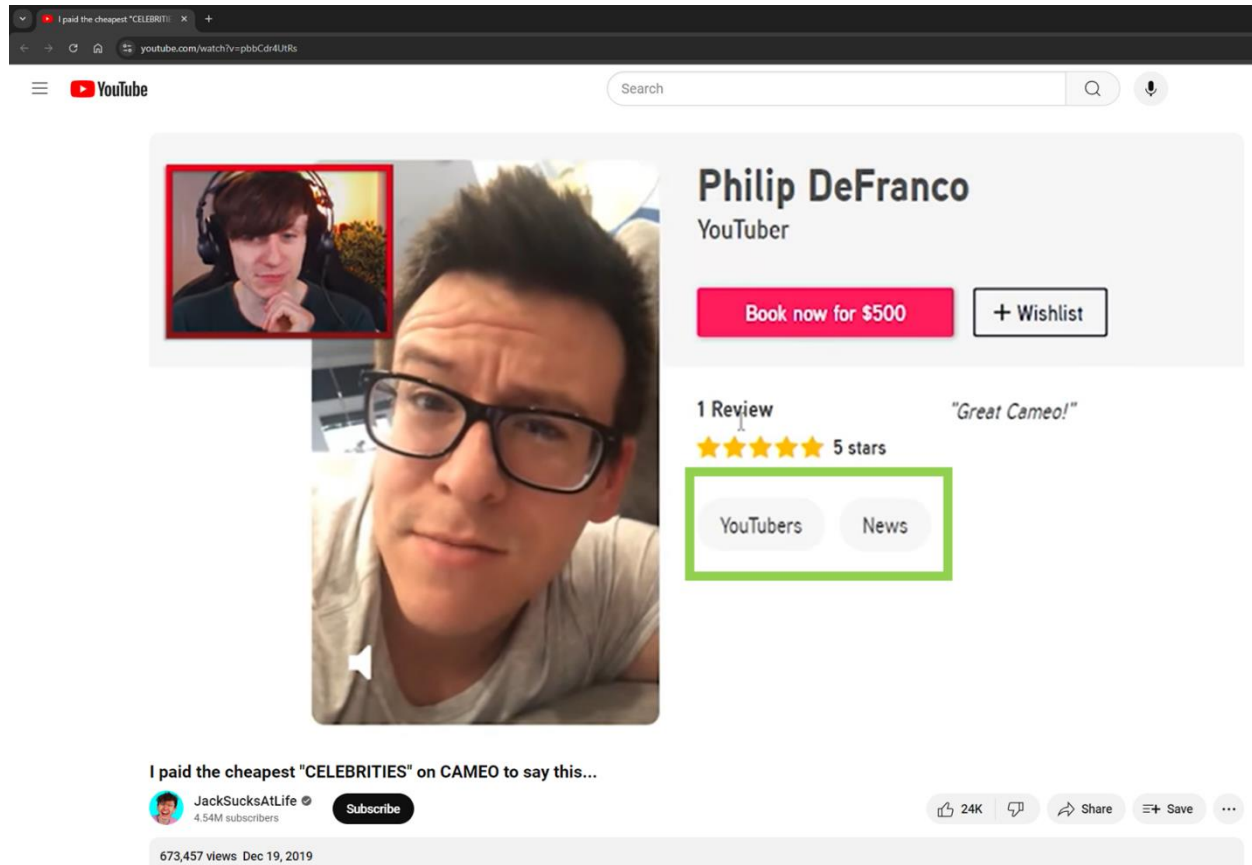 I paid the cheapest "CELEBRITI
youtube.com/watch?v=pbbCdr4UtRs
YouTube
Search
Philip DeFranco
YouTuber
Book now for $500
+ Wishlist
1 Review
"Great Cameo!"
5 stars
YouTubers
News
I paid the cheapest "CELEBRITIES" on CAMEO to say this...
JackSucksAtLife
4.54M subscribers
Subscribe
24K
Share
Save
673,457 views Dec 19, 2019